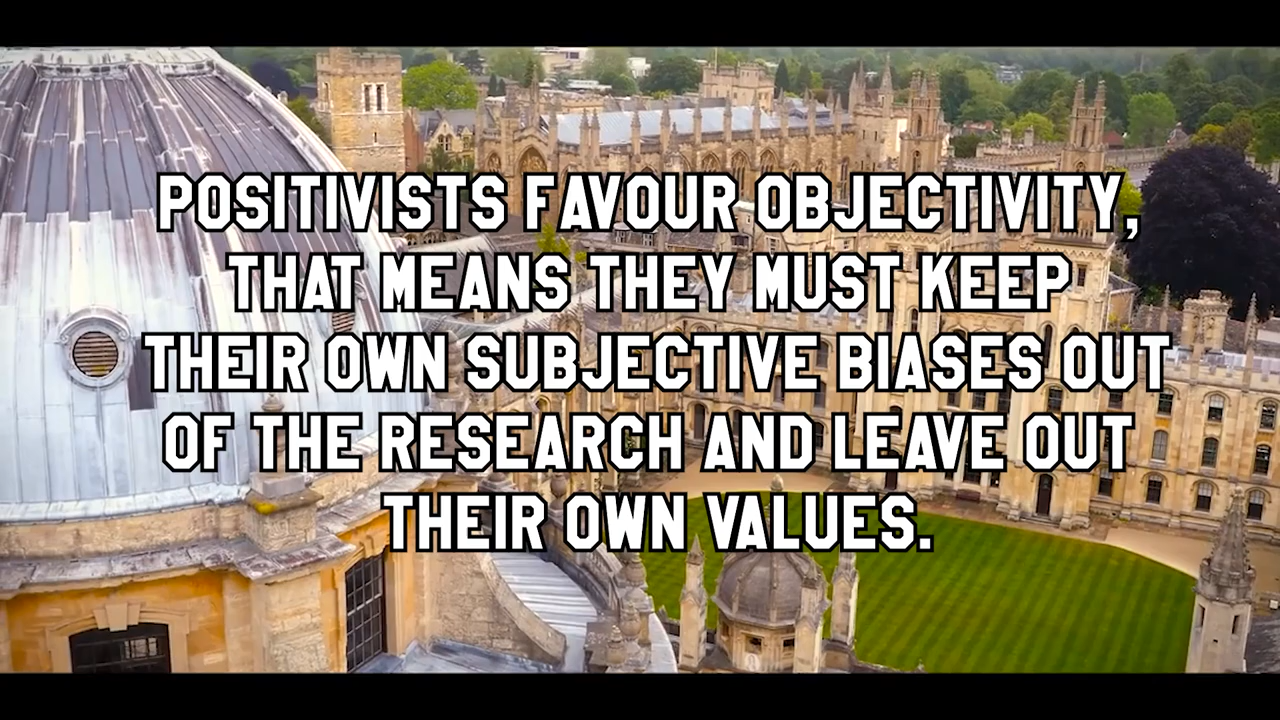 POSITIVISTS FAVOUR OBJECTIVITY,
THAT MEANS THEY MUST KEEP
THEIR OWN SUBJECTIVE BIASES OUT
OF THE RESEARCH AND LEAVE OUT
THEIR OWN VALUES.